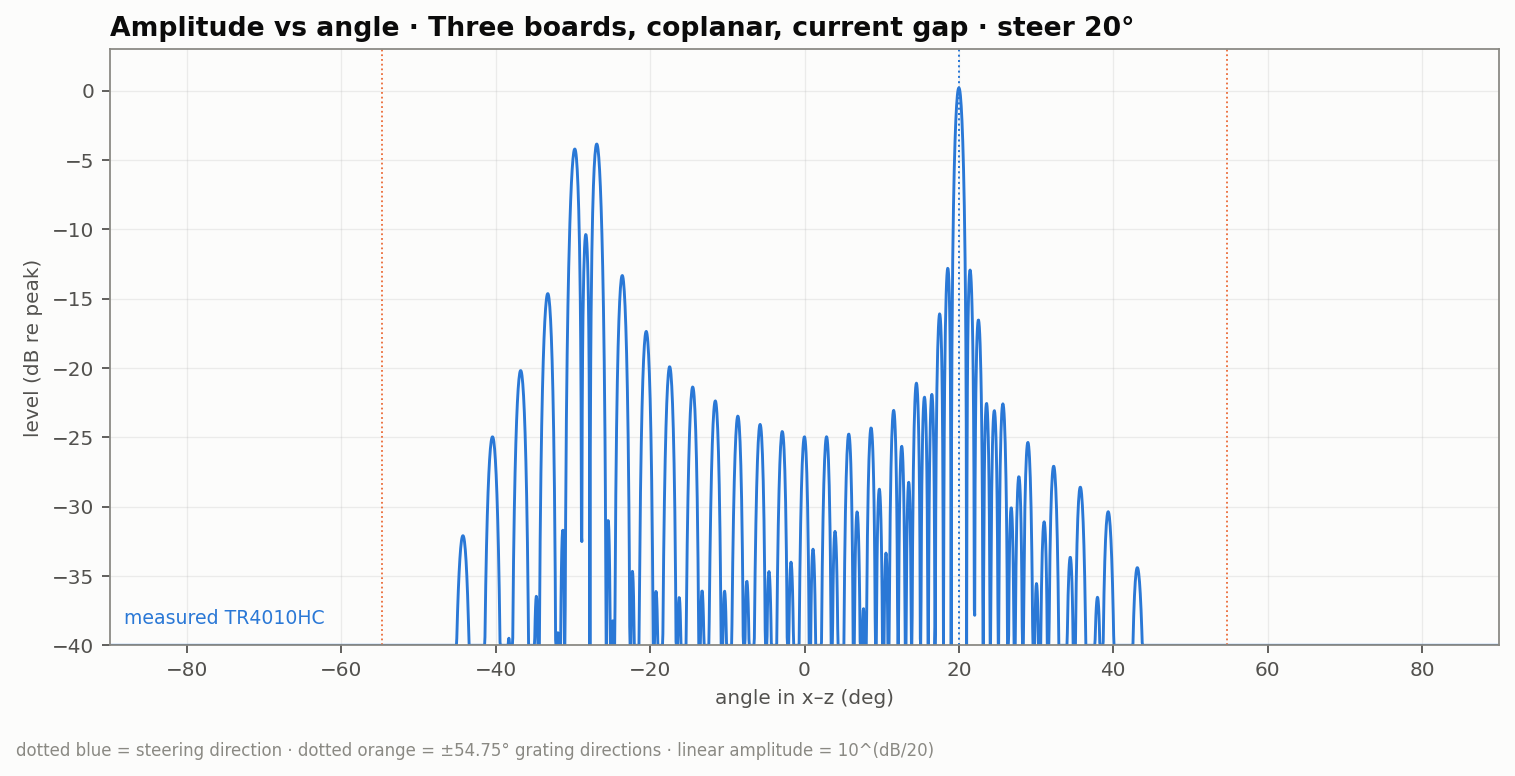 Amplitude vs angle · Three boards, coplanar, current gap · steer 20°
level (dB re peak)
0
−5
−10
−15
−20
−25
−30
−35
−40
measured TR4010HC
−80 −60 −40 −20 0 20 40 60 80
angle in x–z (deg)
dotted blue = steering direction · dotted orange = ±54.75° grating directions · linear amplitude = 10^(dB/20)